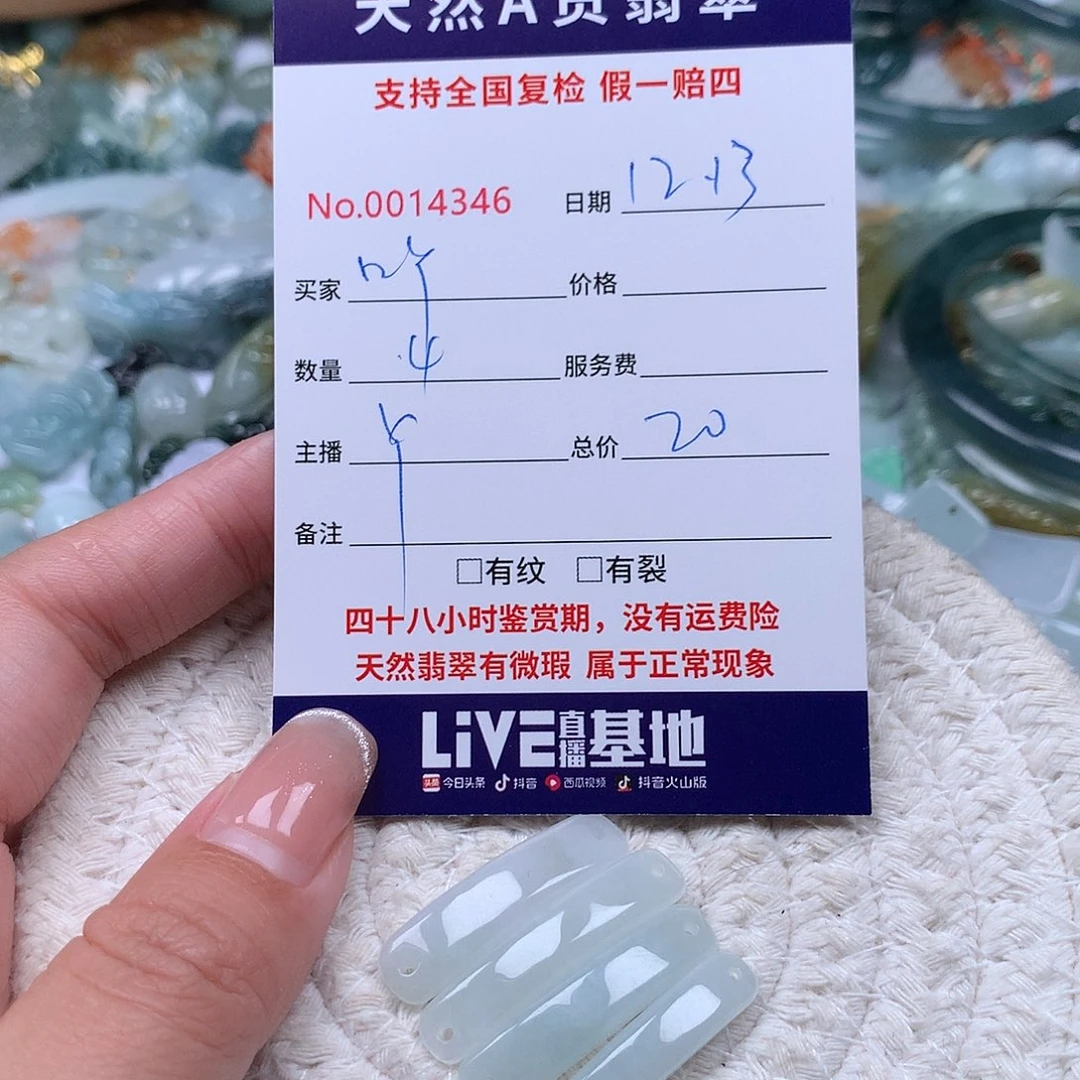 天然A货翡翠
支持全国复检 假一赔四
No.0014346 日期 12.13
买家 价格
数量 4 服务费
主播 总价 20
备注
□有纹 □有裂
四十八小时鉴赏期，没有运费险
天然翡翠有微瑕 属于正常现象
LiVE直播基地
头条 今日头条 抖音 西瓜视频 抖音火山版